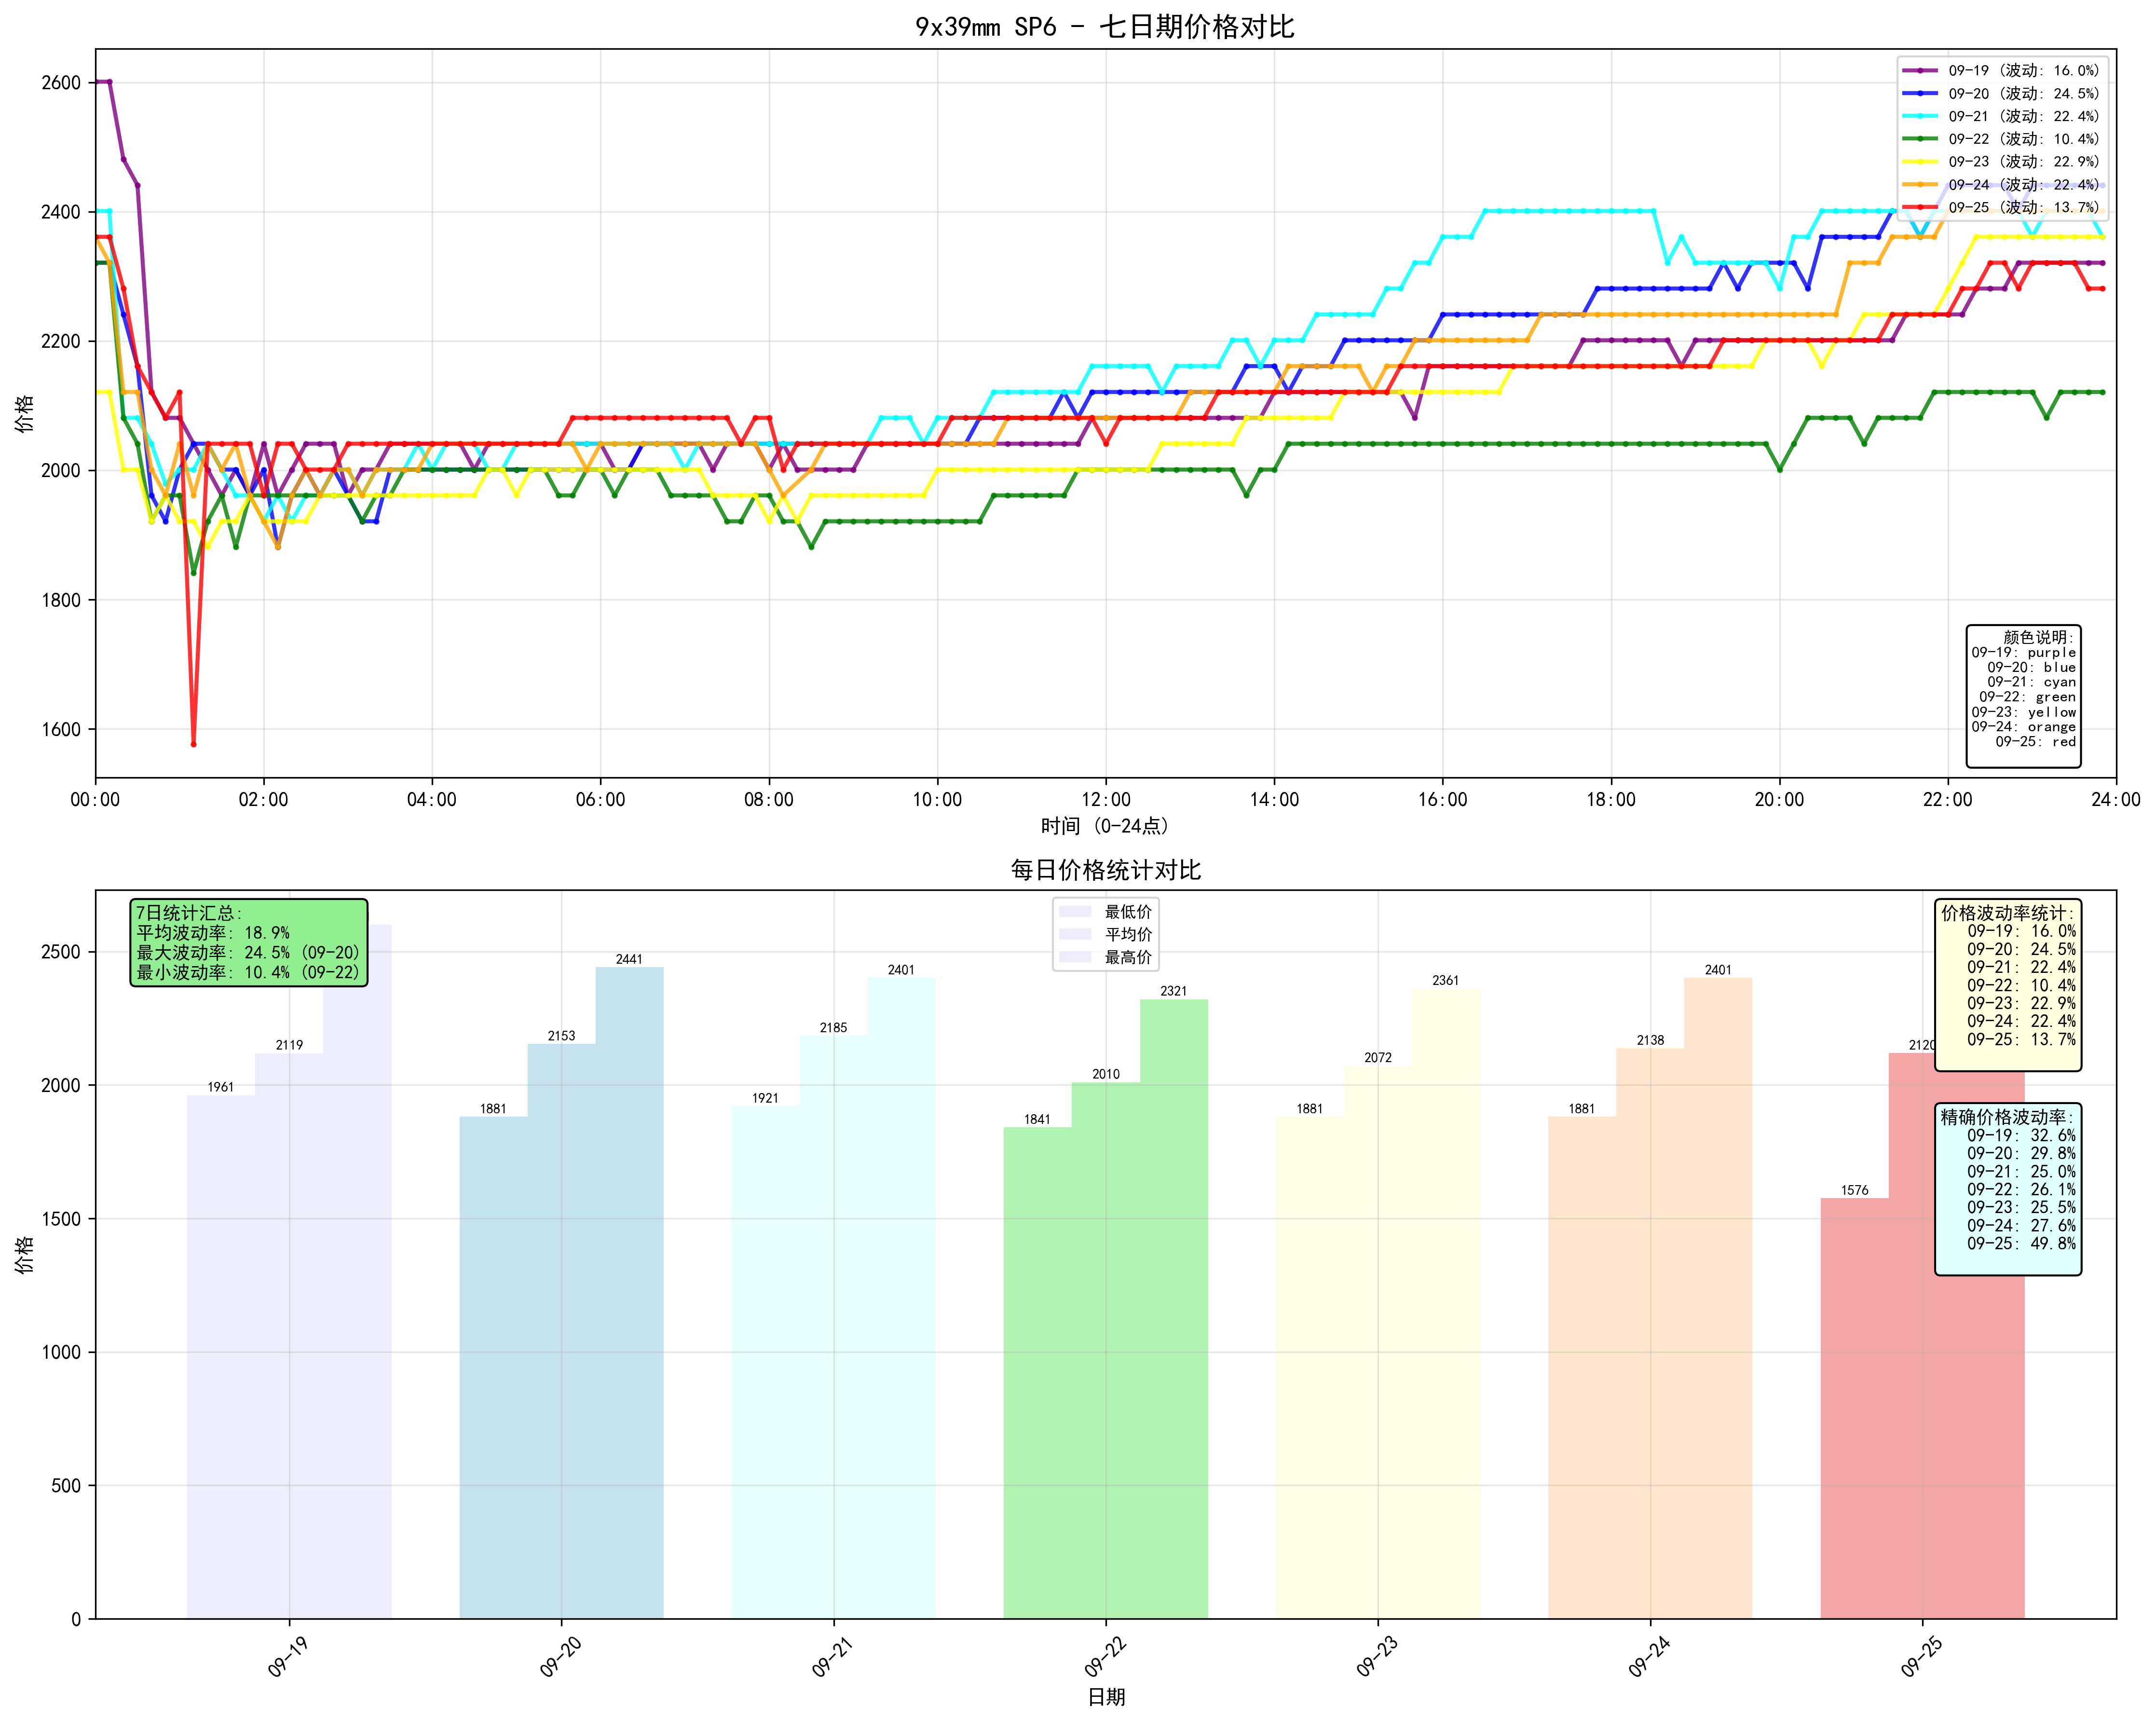 9x39mm SP6 - 七日期价格对比
价格
2600
2400
2200
2000
1800
1600
09-19 (波动: 16.0%)
09-20 (波动: 24.5%)
09-21 (波动: 22.4%)
09-22 (波动: 10.4%)
09-23 (波动: 22.9%)
09-24 (波动: 22.4%)
09-25 (波动: 13.7%)
颜色说明:
09-19: purple
09-20: blue
09-21: cyan
09-22: green
09-23: yellow
09-24: orange
09-25: red
00:00 02:00 04:00 06:00 08:00 10:00 12:00 14:00 16:00 18:00 20:00 22:00 24:00
时间 (0-24点)
每日价格统计对比
价格
2500
2000
1500
1000
500
0
7日统计汇总:
平均波动率: 18.9%
最大波动率: 24.5% (09-20)
最小波动率: 10.4% (09-22)
最低价
平均价
最高价
价格波动率统计:
09-19: 16.0%
09-20: 24.5%
09-21: 22.4%
09-22: 10.4%
09-23: 22.9%
09-24: 22.4%
09-25: 13.7%
精确价格波动率:
09-19: 32.6%
09-20: 29.8%
09-21: 25.0%
09-22: 26.1%
09-23: 25.5%
09-24: 27.6%
09-25: 49.8%
1961 2119
1881 2153 2441
1921 2185 2401
1841 2010 2321
1881 2072 2361
1881 2138 2401
1576 2120
09-19 09-20 09-21 09-22 09-23 09-24 09-25
日期